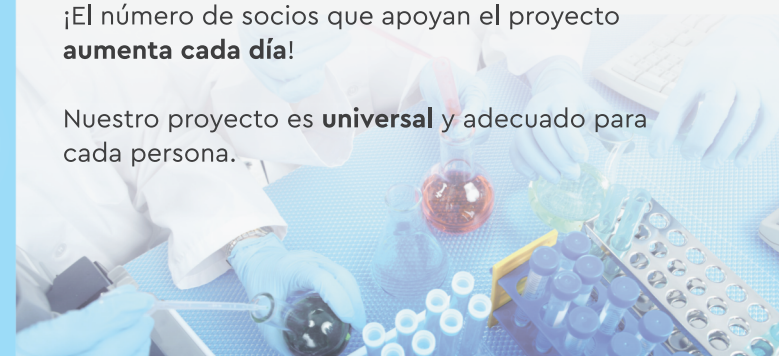 ¡El número de socios que apoyan el proyecto
aumenta cada día!
Nuestro proyecto es universal y adecuado para
cada persona.